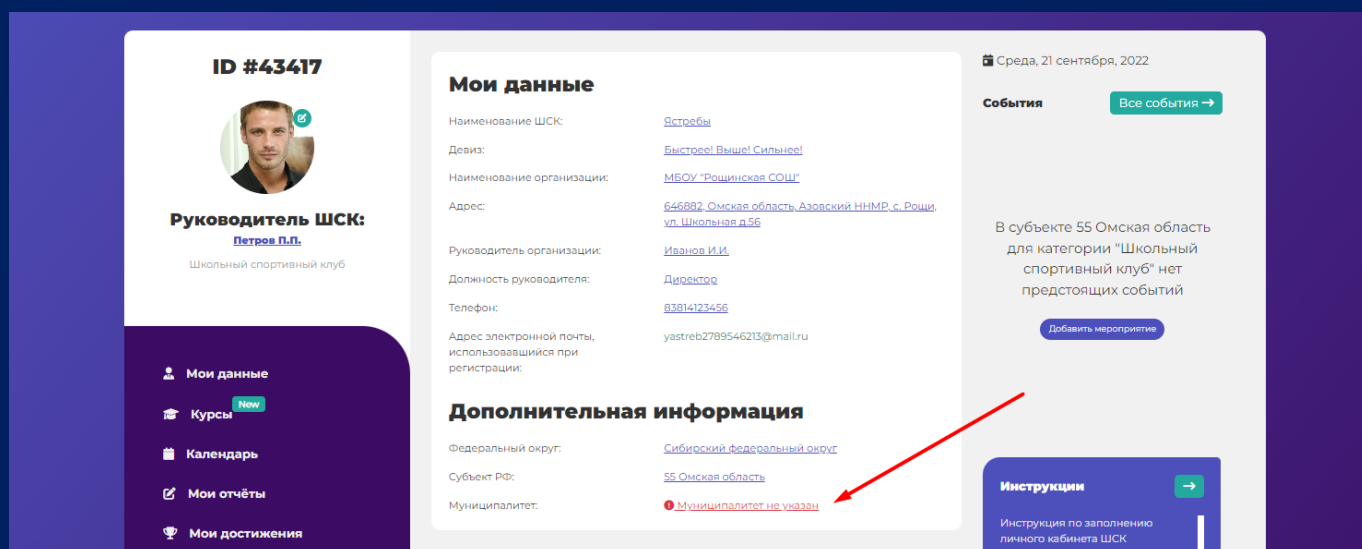 ID #43417
Руководитель ШСК:
Петров П.П.
Школьный спортивный клуб
Мои данные
Курсы New
Календарь
Мои отчёты
Мои достижения
Мои данные
Наименование ШСК: Ястребы
Девиз: Быстрее! Выше! Сильнее!
Наименование организации: МБОУ "Рощинская СОШ"
Адрес: 646882, Омская область, Азовский ННМР, с. Рощи,
ул. Школьная д.56
Руководитель организации: Иванов И.И.
Должность руководителя: Директор
Телефон: 83814123456
Адрес электронной почты, yastreb2789546213@mail.ru
использовавшийся при
регистрации:
Дополнительная информация
Федеральный округ: Сибирский федеральный округ
Субъект РФ: 55 Омская область
Муниципалитет: Муниципалитет не указан
Среда, 21 сентября, 2022
События Все события →
В субъекте 55 Омская область
для категории "Школьный
спортивный клуб" нет
предстоящих событий
Добавить мероприятие
Инструкции →
Инструкция по заполнению
личного кабинета ШСК